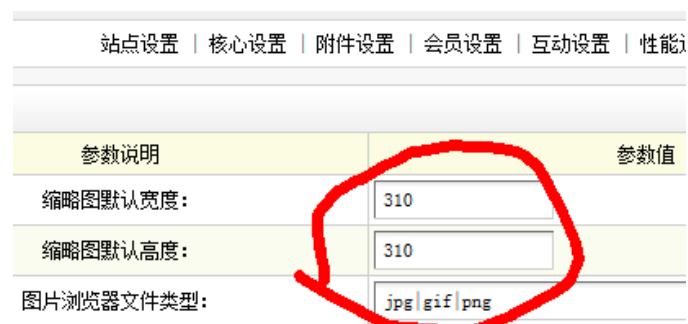 站点设置 | 核心设置 | 附件设置 | 会员设置 | 互动设置 | 性能
参数说明 参数值
缩略图默认宽度： 310
缩略图默认高度： 310
图片浏览器文件类型： jpg|gif|png